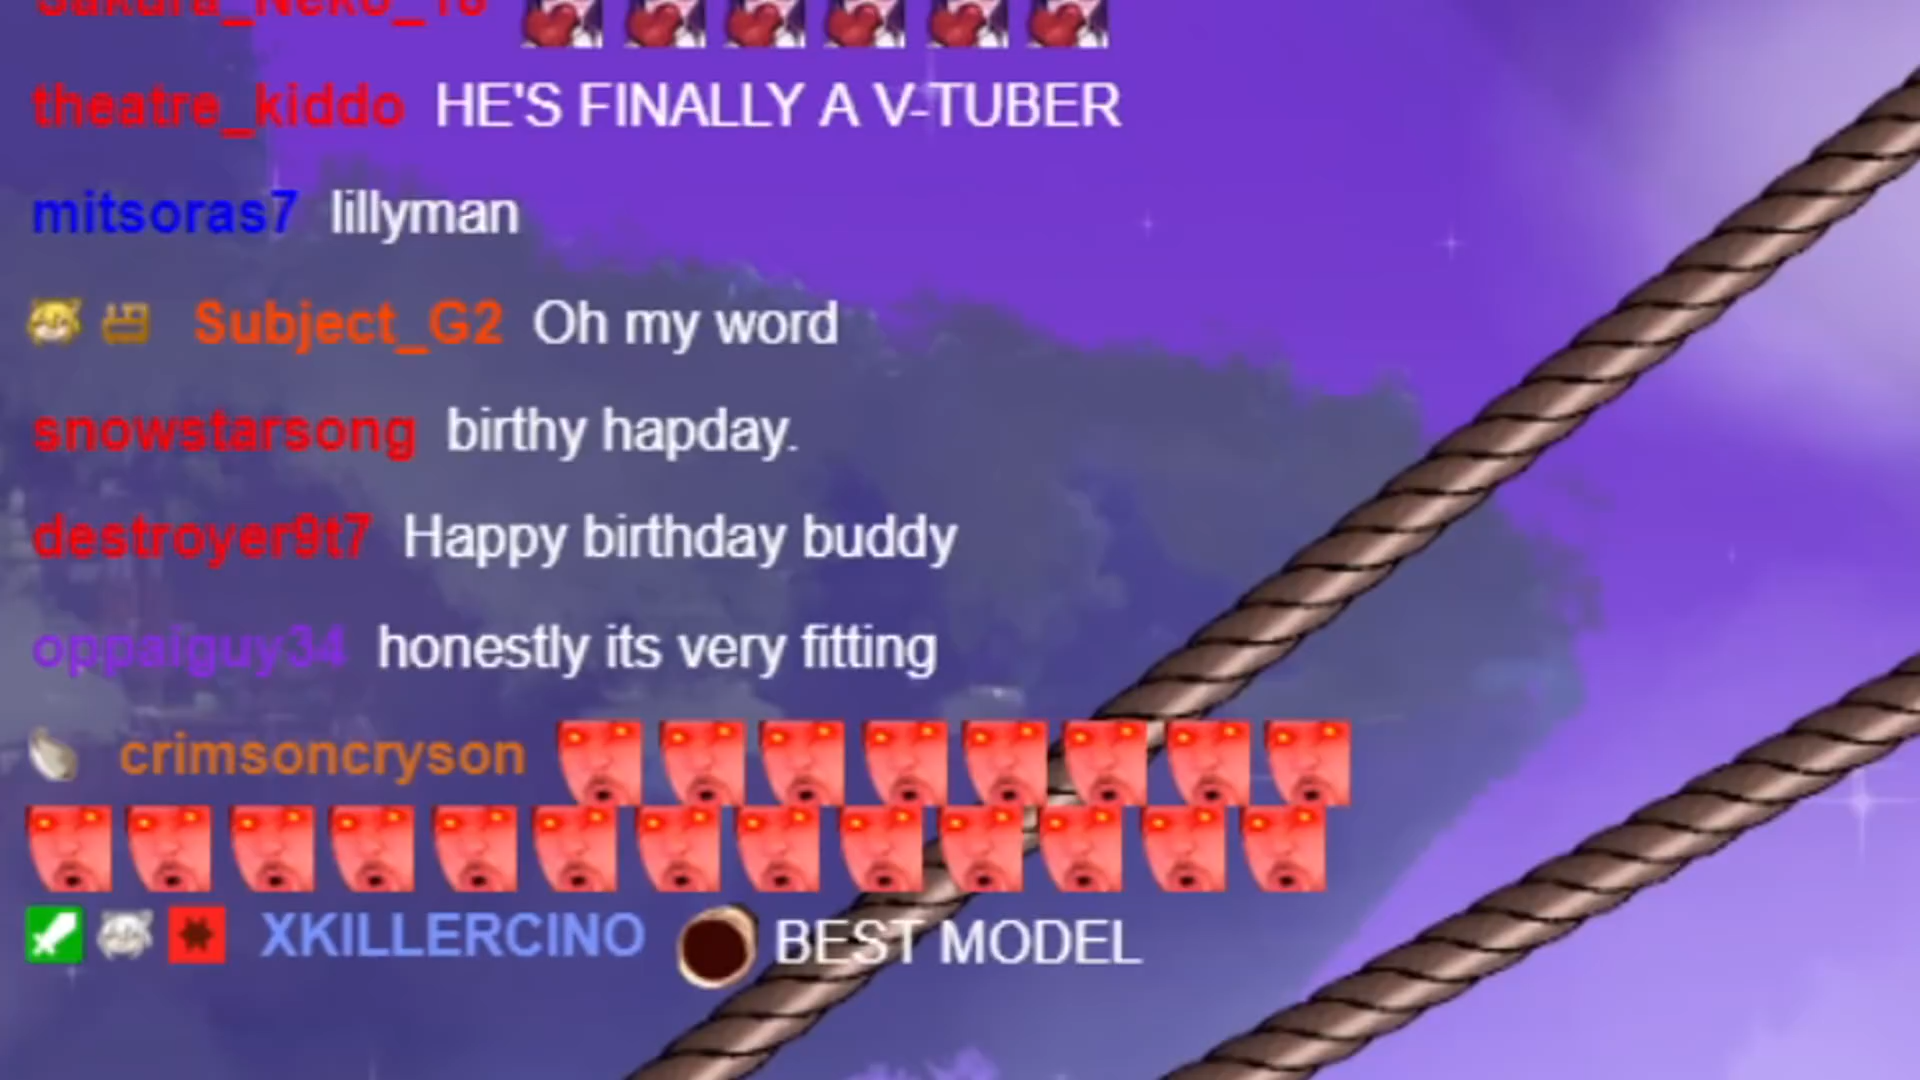 Sakura_Neko_18
theatre_kiddo HE'S FINALLY A V-TUBER
mitsoras7 lillyman
Subject_G2 Oh my word
snowstarsong birthy hapday.
destroyer9t7 Happy birthday buddy
oppaiguy34 honestly its very fitting
crimsoncryson
XKILLERCINO BEST MODEL